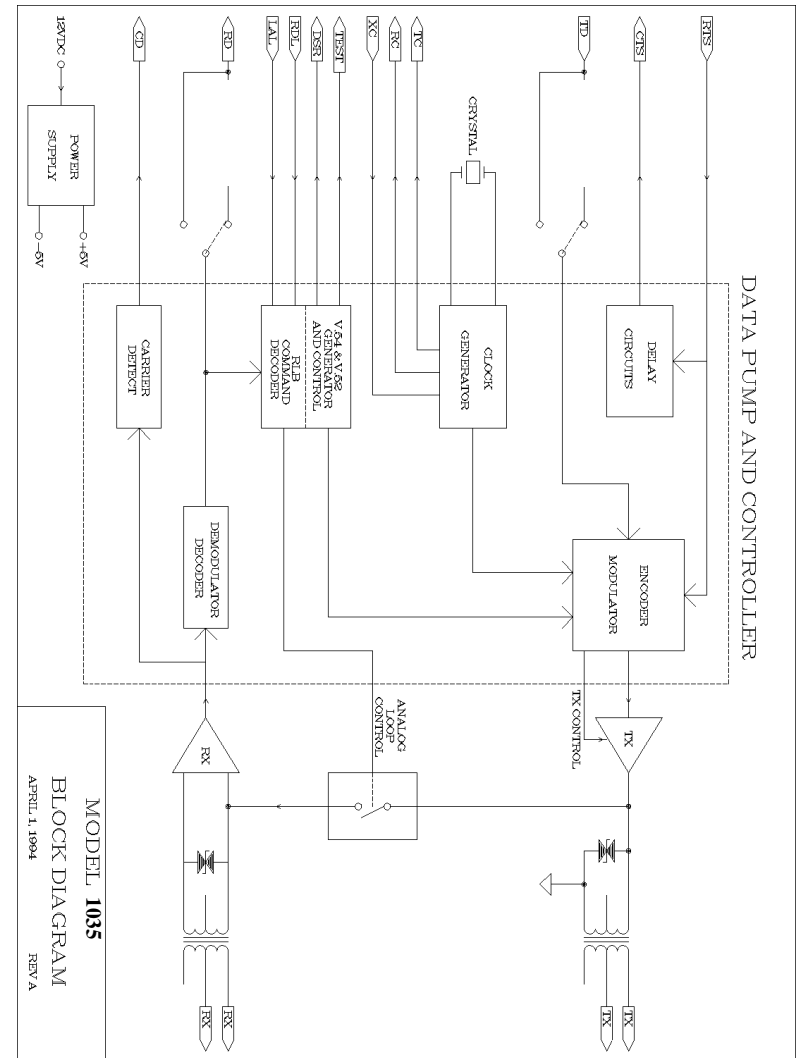 DATA PUMP AND CONTROLLER
RTS
CTS
TD
TC
RC
XC
TEST
DSR
RDL
LAL
RD
CD
12VDC
DELAY
CIRCUITS
ENCODER
MODULATOR
TX
TX CONTROL
TX
TX
CRYSTAL
CLOCK
GENERATOR
V.54 & V.52
GENERATOR
AND CONTROL
RLB
COMMAND
DECODER
ANALOG
LOOP
CONTROL
DEMODULATOR
DECODER
RX
RX
RX
CARRIER
DETECT
POWER
SUPPLY
+5V
-5V
MODEL 1035
BLOCK DIAGRAM
APRIL 1, 1994
REV A